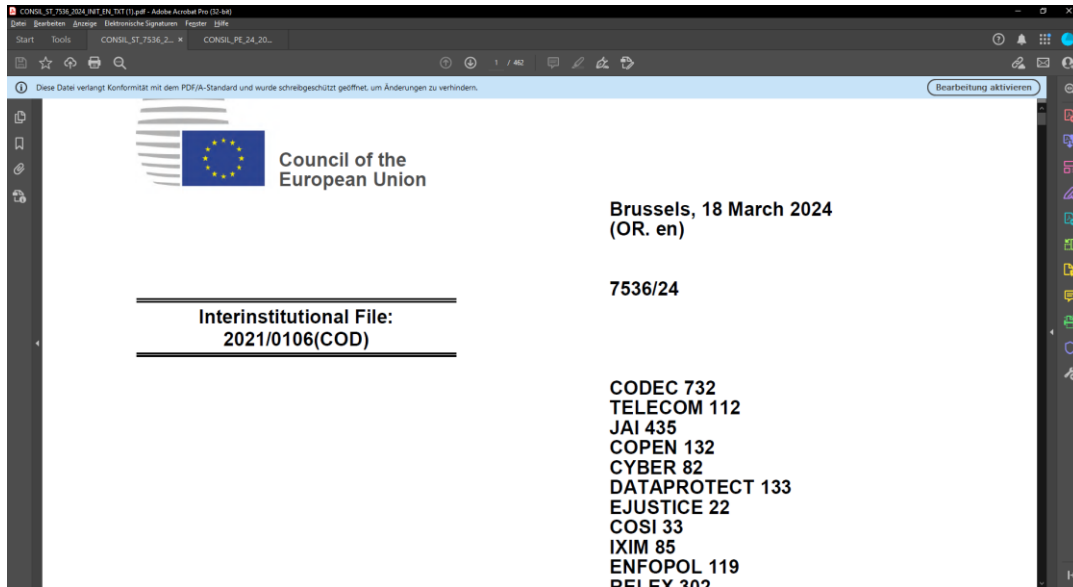 CONSIL_ST_7536_2024_INIT_EN_TXT (1).pdf - Adobe Acrobat Pro (32-bit)
Datei Bearbeiten Anzeige Elektronische Signaturen Fenster Hilfe
Start Tools CONSIL_ST_7536_2... × CONSIL_PE_24_20...
1 / 462
Diese Datei verlangt Konformität mit dem PDF/A-Standard und wurde schreibgeschützt geöffnet, um Änderungen zu verhindern.
Bearbeitung aktivieren
Council of the
European Union
Brussels, 18 March 2024
(OR. en)
7536/24
Interinstitutional File:
2021/0106(COD)
CODEC 732
TELECOM 112
JAI 435
COPEN 132
CYBER 82
DATAPROTECT 133
EJUSTICE 22
COSI 33
IXIM 85
ENFOPOL 119
RELEX 302